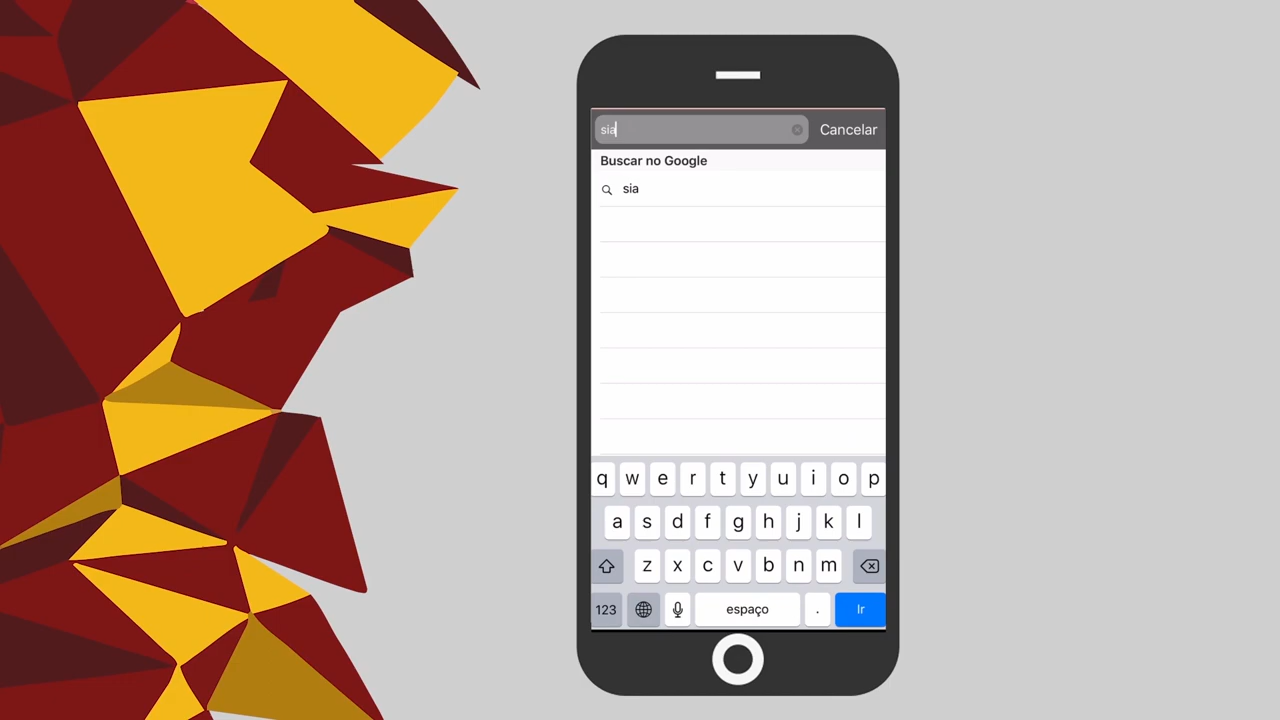 sia
Cancelar
Buscar no Google
sia
q w e r t y u i o p
a s d f g h j k l
z x c v b n m
123 espaço . Ir